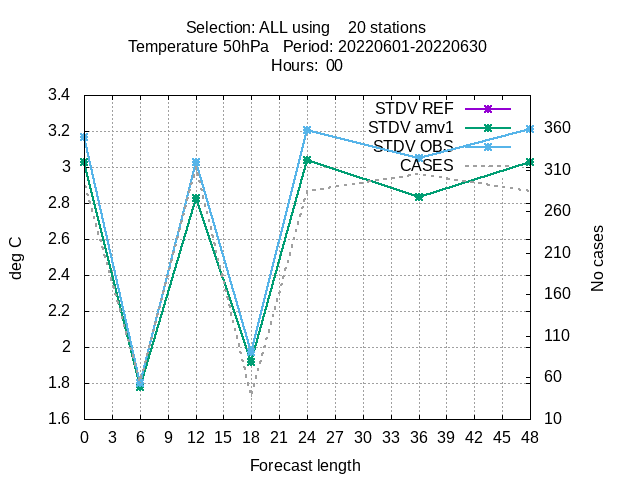 Selection: ALL using    20 stations
Temperature 50hPa   Period: 20220601-20220630
Hours:  00
STDV REF
STDV amv1
STDV OBS
CASES
3.4
3.2
3
2.8
2.6
2.4
2.2
2
1.8
1.6
deg C
360
310
260
210
160
110
60
10
No cases
0 3 6 9 12 15 18 21 24 27 30 33 36 39 42 45 48
Forecast length